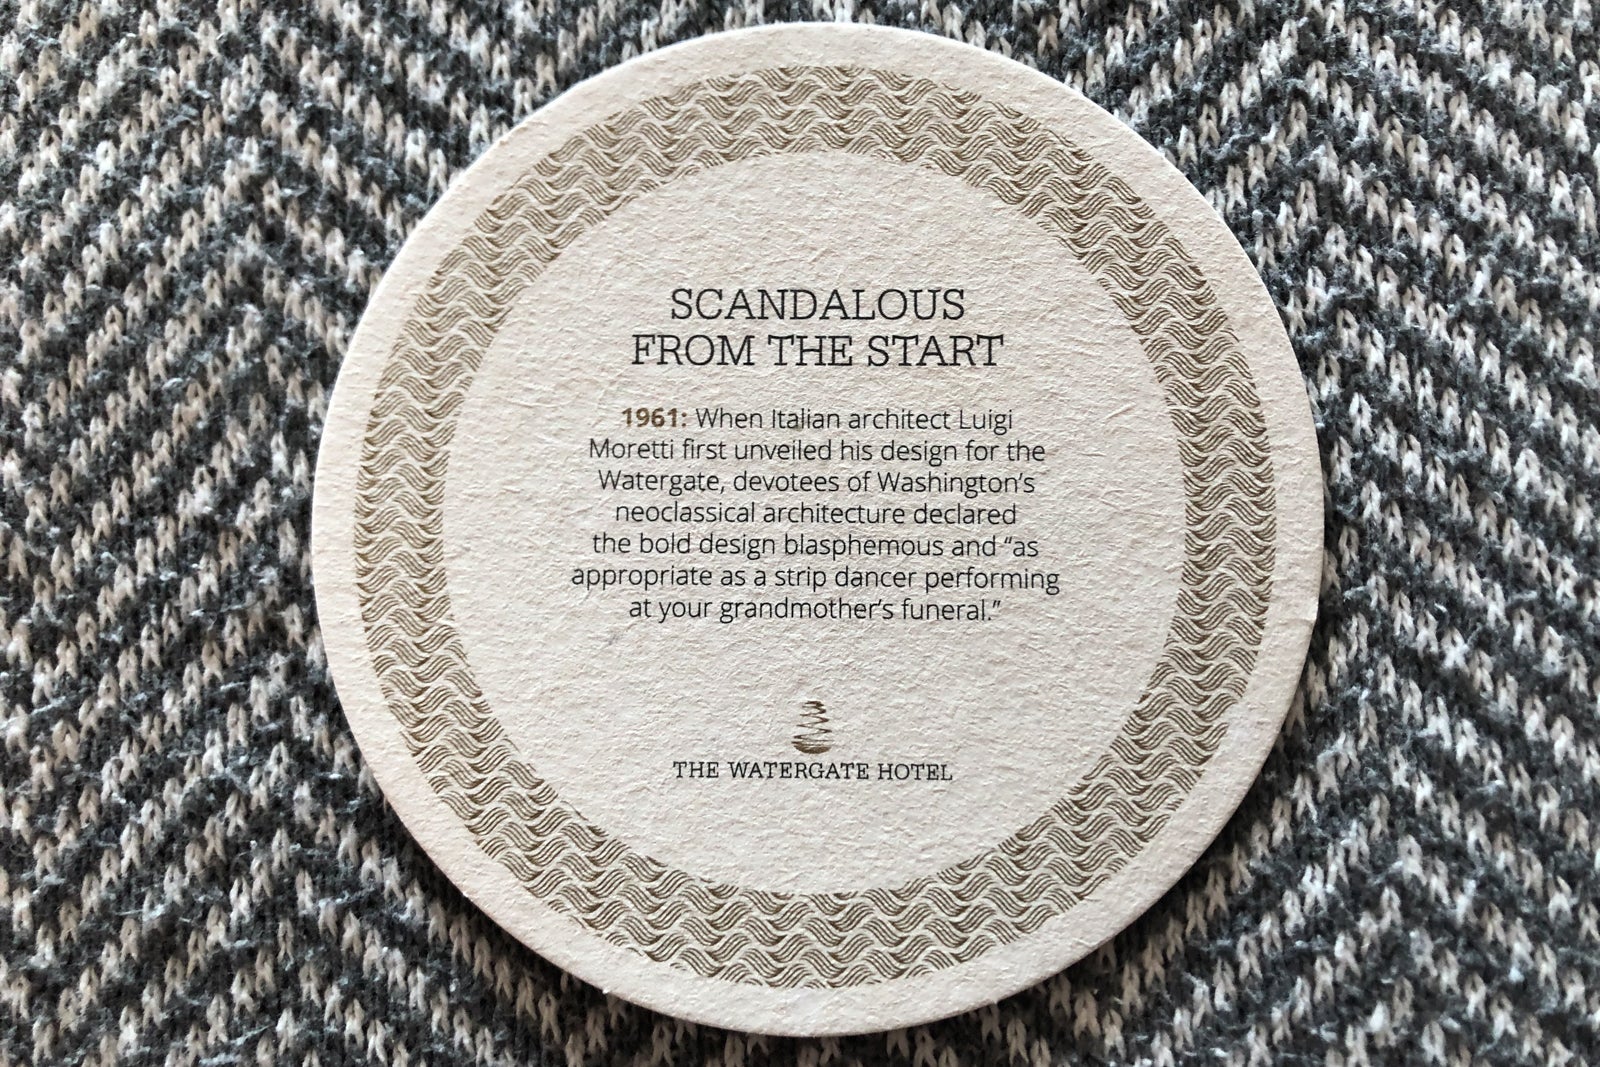 SCANDALOUS
FROM THE START
1961: When Italian architect Luigi
Moretti first unveiled his design for the
Watergate, devotees of Washington’s
neoclassical architecture declared
the bold design blasphemous and “as
appropriate as a strip dancer performing
at your grandmother’s funeral.”
THE WATERGATE HOTEL